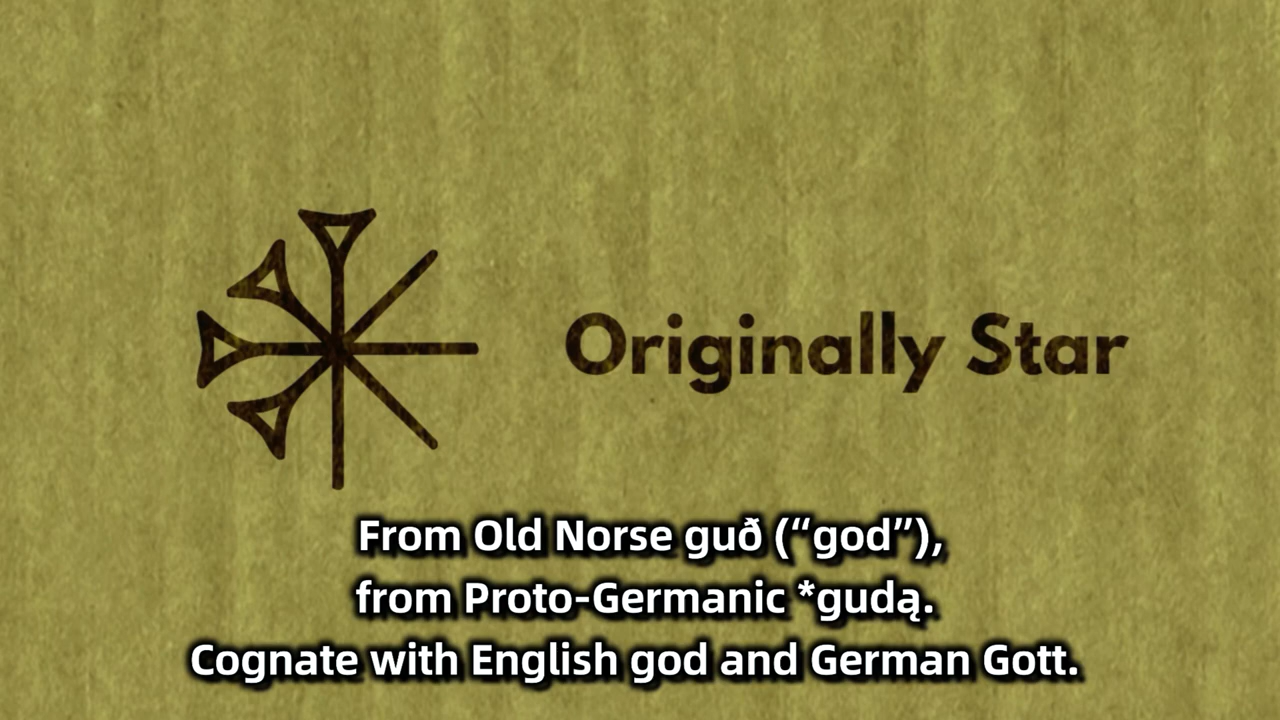 𒀭 Originally Star
From Old Norse guð (“god”),
from Proto-Germanic *gudą.
Cognate with English god and German Gott.